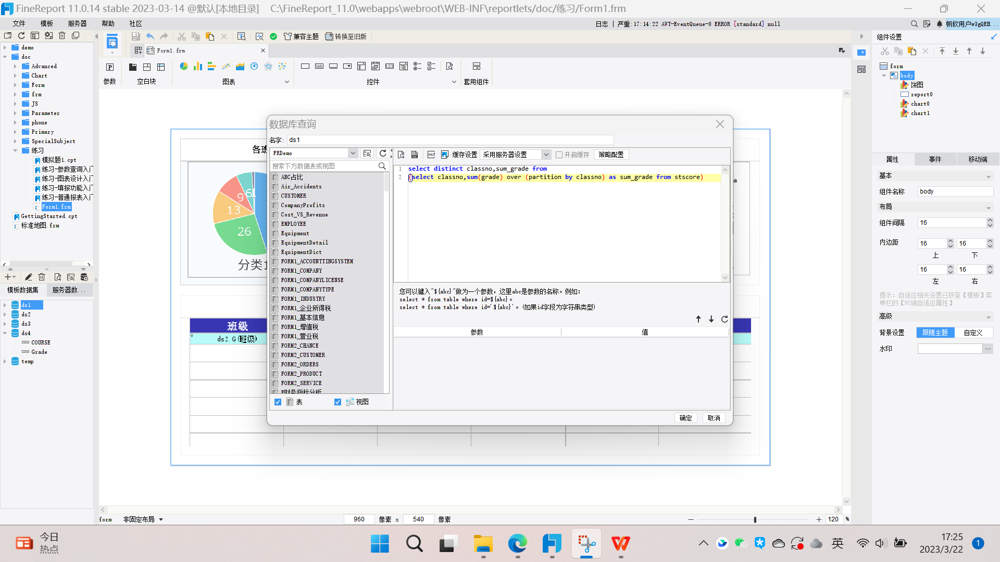 FineReport 11.0.14 stable 2023-03-14 @默认[本地目录] C:\FineReport_11.0\webapps\webroot\WEB-INF\reportlets/doc/练习/Form1.frm
文件 模板 服务器 帮助 社区
日志 | 严重:17:14:22 AWT-EventQueue-0 ERROR [standard] null
帆软用户w3gQEH...
兼容主题 转换至旧版
Form1.frm
参数 空白块 图表 控件 套用组件
demo
doc
Advanced
Chart
Form
frm
JS
Parameter
phone
Primary
SpecialSubject
练习
模拟题1.cpt
练习-参数查询入门
练习-图表设计入门
练习-填报功能入门
练习-普通报表入门
Form1.frm
GettingStarted.cpt
标准地图.frm
模板数据集 服务器数...
ds1
ds2
ds3
ds4
COURSE
Grade
temp
各班
9
6
1
13
26
分类1
班级
ds2.G(班级)
数据库查询
名字: ds1
FRDemo
搜索下方数据表或视图
ABC占比
Air_Accidents
CUSTOMER
CompanyProfits
Cost_VS_Revenue
EMPLOYEE
Equipment
EquipmentDetail
EquipmentDict
FORM1_ACCOUNTTINGSYSTEM
FORM1_COMPANY
FORM1_COMPANYLICENSE
FORM1_COMPANYTYPE
FORM1_INDUSTRY
FORM1_企业所得税
FORM1_基本信息
FORM1_增值税
FORM1_营业税
FORM2_CHANCE
FORM2_CUSTOMER
FORM2_ORDERS
FORM2_PRODUCT
FORM2_SERVICE
F财务指标分析
表 视图
缓存设置 采用服务器设置 开启缓存 策略配置
1 select distinct classno,sum_grade from
2 (select classno,sum(grade) over (partition by classno) as sum_grade from stscore)
您可以键入"${abc}"做为一个参数，这里abc是参数的名称。例如：
select * from table where id=${abc}。
select * from table where id='${abc}'。(如果id字段为字符串类型)
参数 值
确定 取消
组件设置
form
body
饼图
report0
chart0
chart1
属性 事件 移动端
基本
组件名称 body
布局
组件间隔 16
内边距 16 16
上 下
16 16
左 右
提示：自适应相关设置已移至【模板】菜
单栏的【PC端自适应属性】
高级
背景设置 跟随主题 自定义
水印
form 非固定布局 960 像素 x 540 像素 120 %
今日
热点
英
17:25
2023/3/22
1